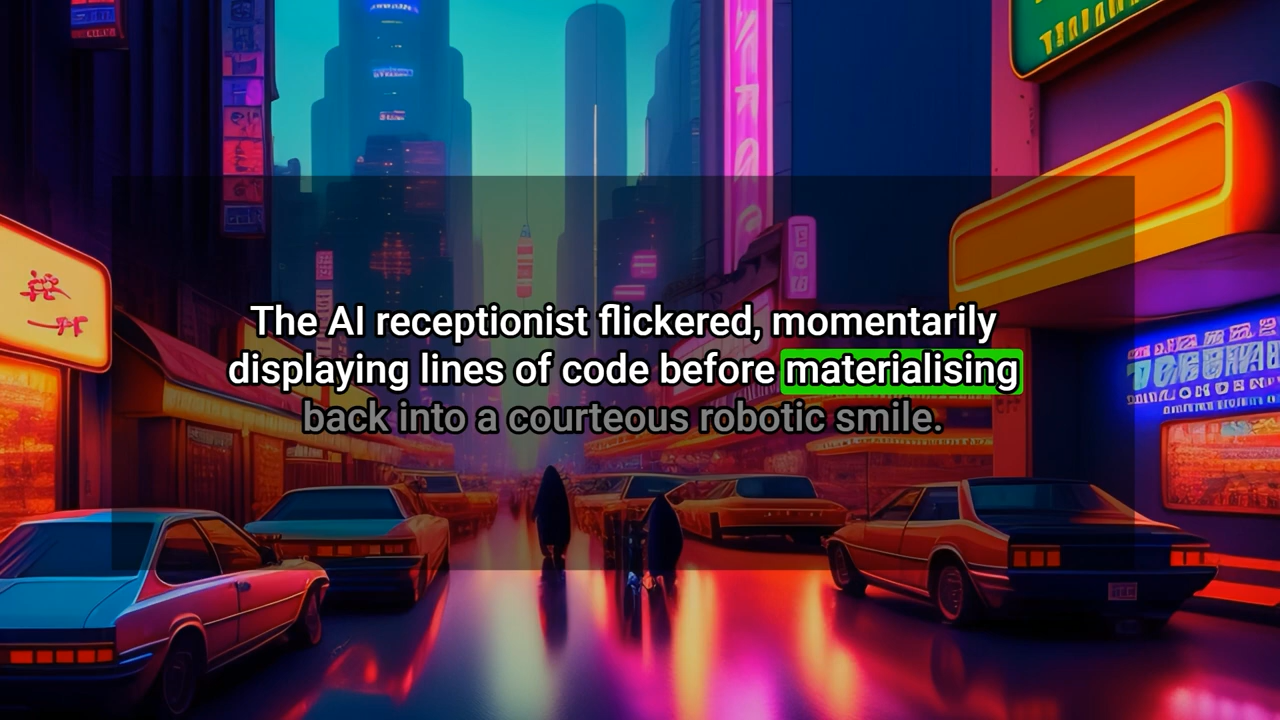 The AI receptionist flickered, momentarily
displaying lines of code before materialising
back into a courteous robotic smile.